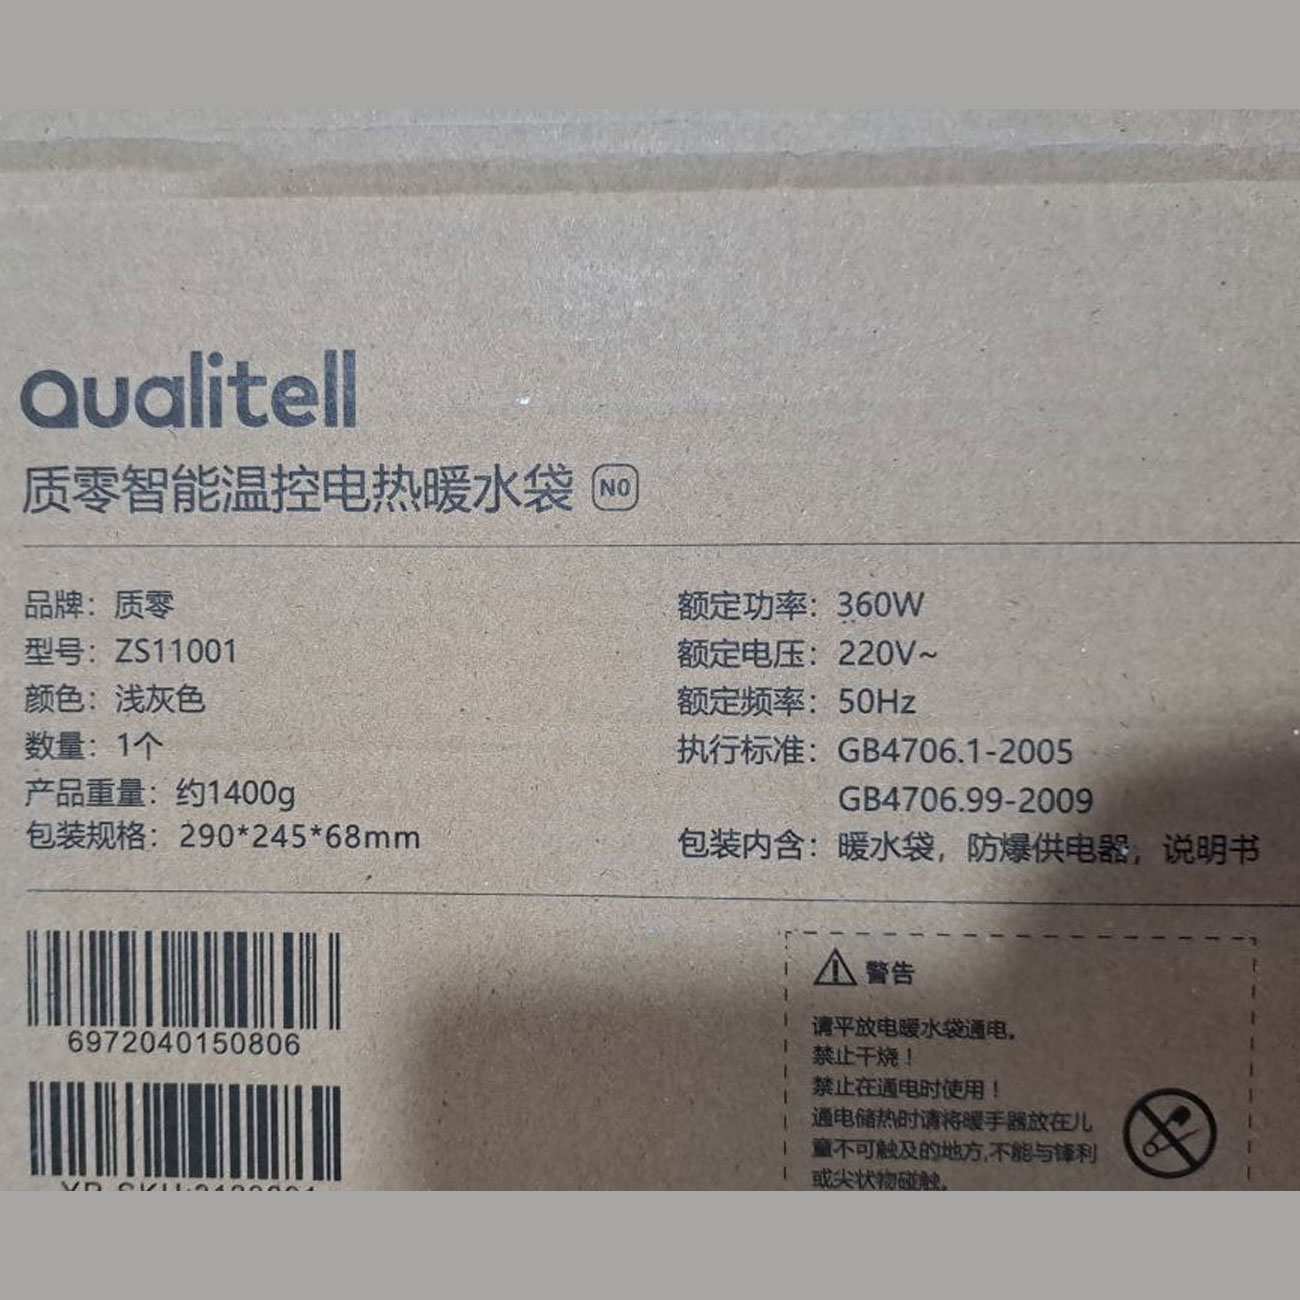 qualitell
质零智能温控电热暖水袋 N0
品牌：质零
型号：ZS11001
颜色：浅灰色
数量：1个
产品重量：约1400g
包装规格：290*245*68mm
额定功率：360W
额定电压：220V~
额定频率：50Hz
执行标准：GB4706.1-2005
GB4706.99-2009
包装内含：暖水袋，防爆供电器，说明书
6972040150806
警告
请平放电暖水袋通电。
禁止干烧！
禁止在通电时使用！
通电储热时请将暖手器放在儿
童不可触及的地方,不能与锋利
或尖状物碰触。